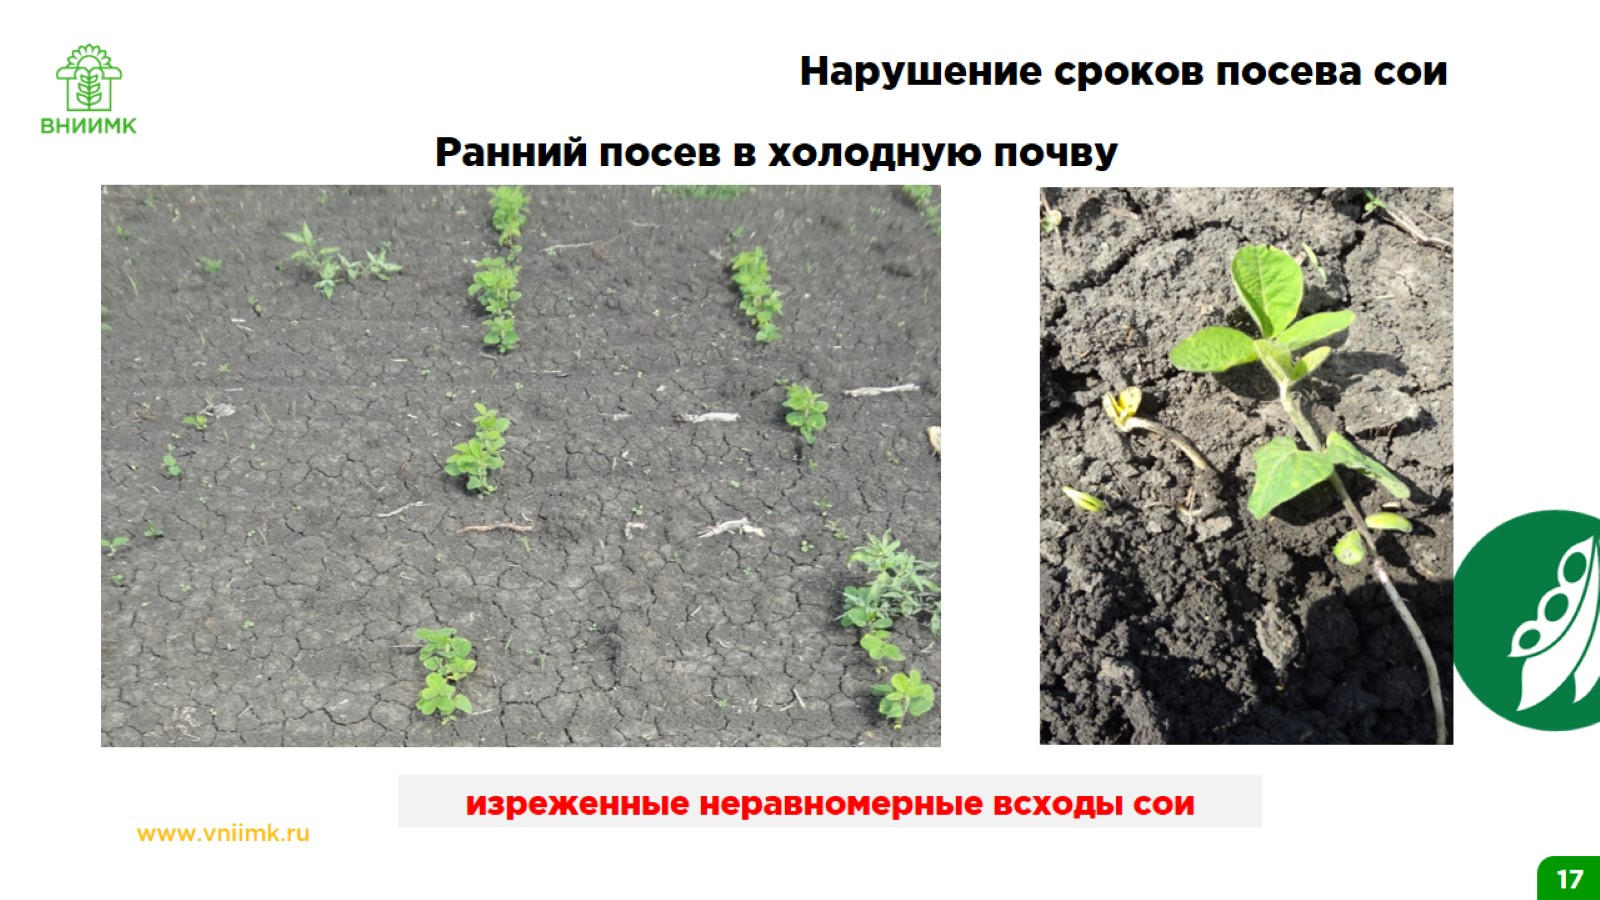 ВНИИМК
Нарушение сроков посева сои
Ранний посев в холодную почву
изреженные неравномерные всходы сои
www.vniimk.ru
17